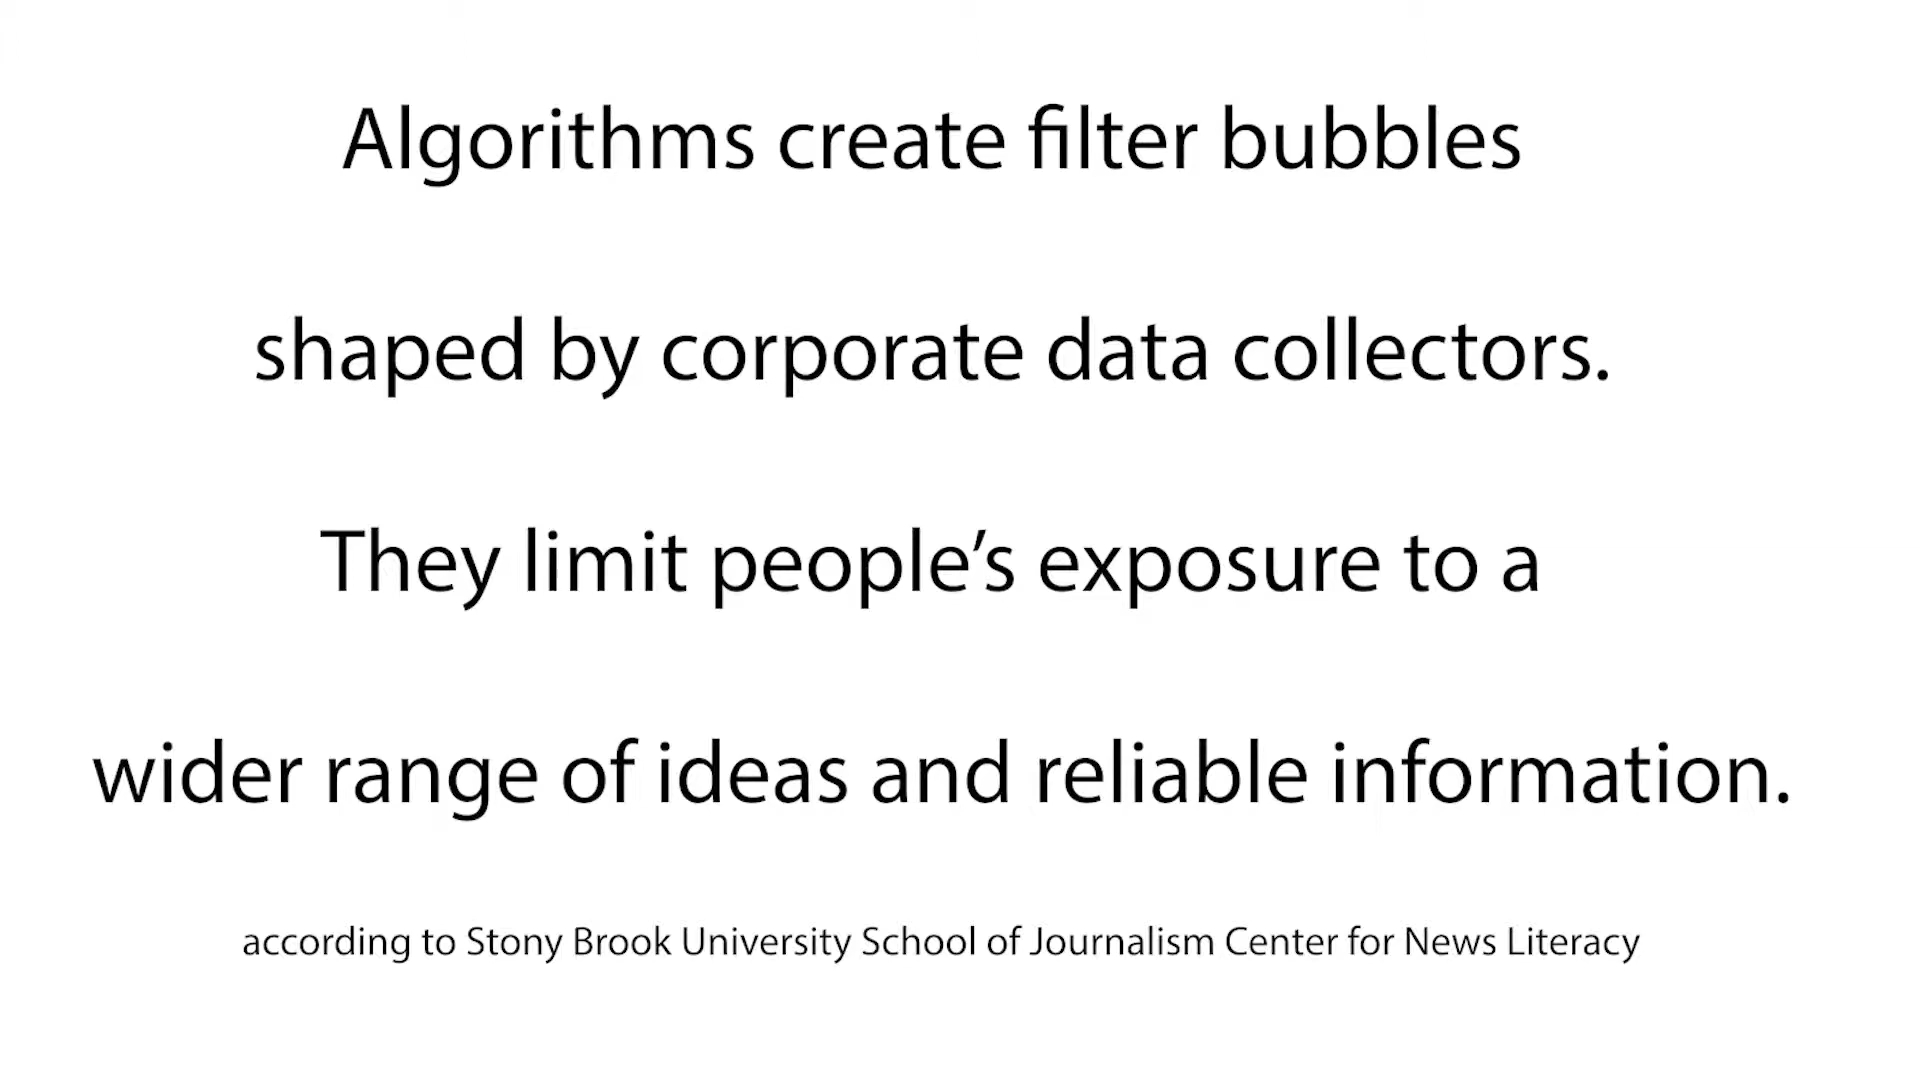 Algorithms create filter bubbles
shaped by corporate data collectors.
They limit people’s exposure to a
wider range of ideas and reliable information.
according to Stony Brook University School of Journalism Center for News Literacy